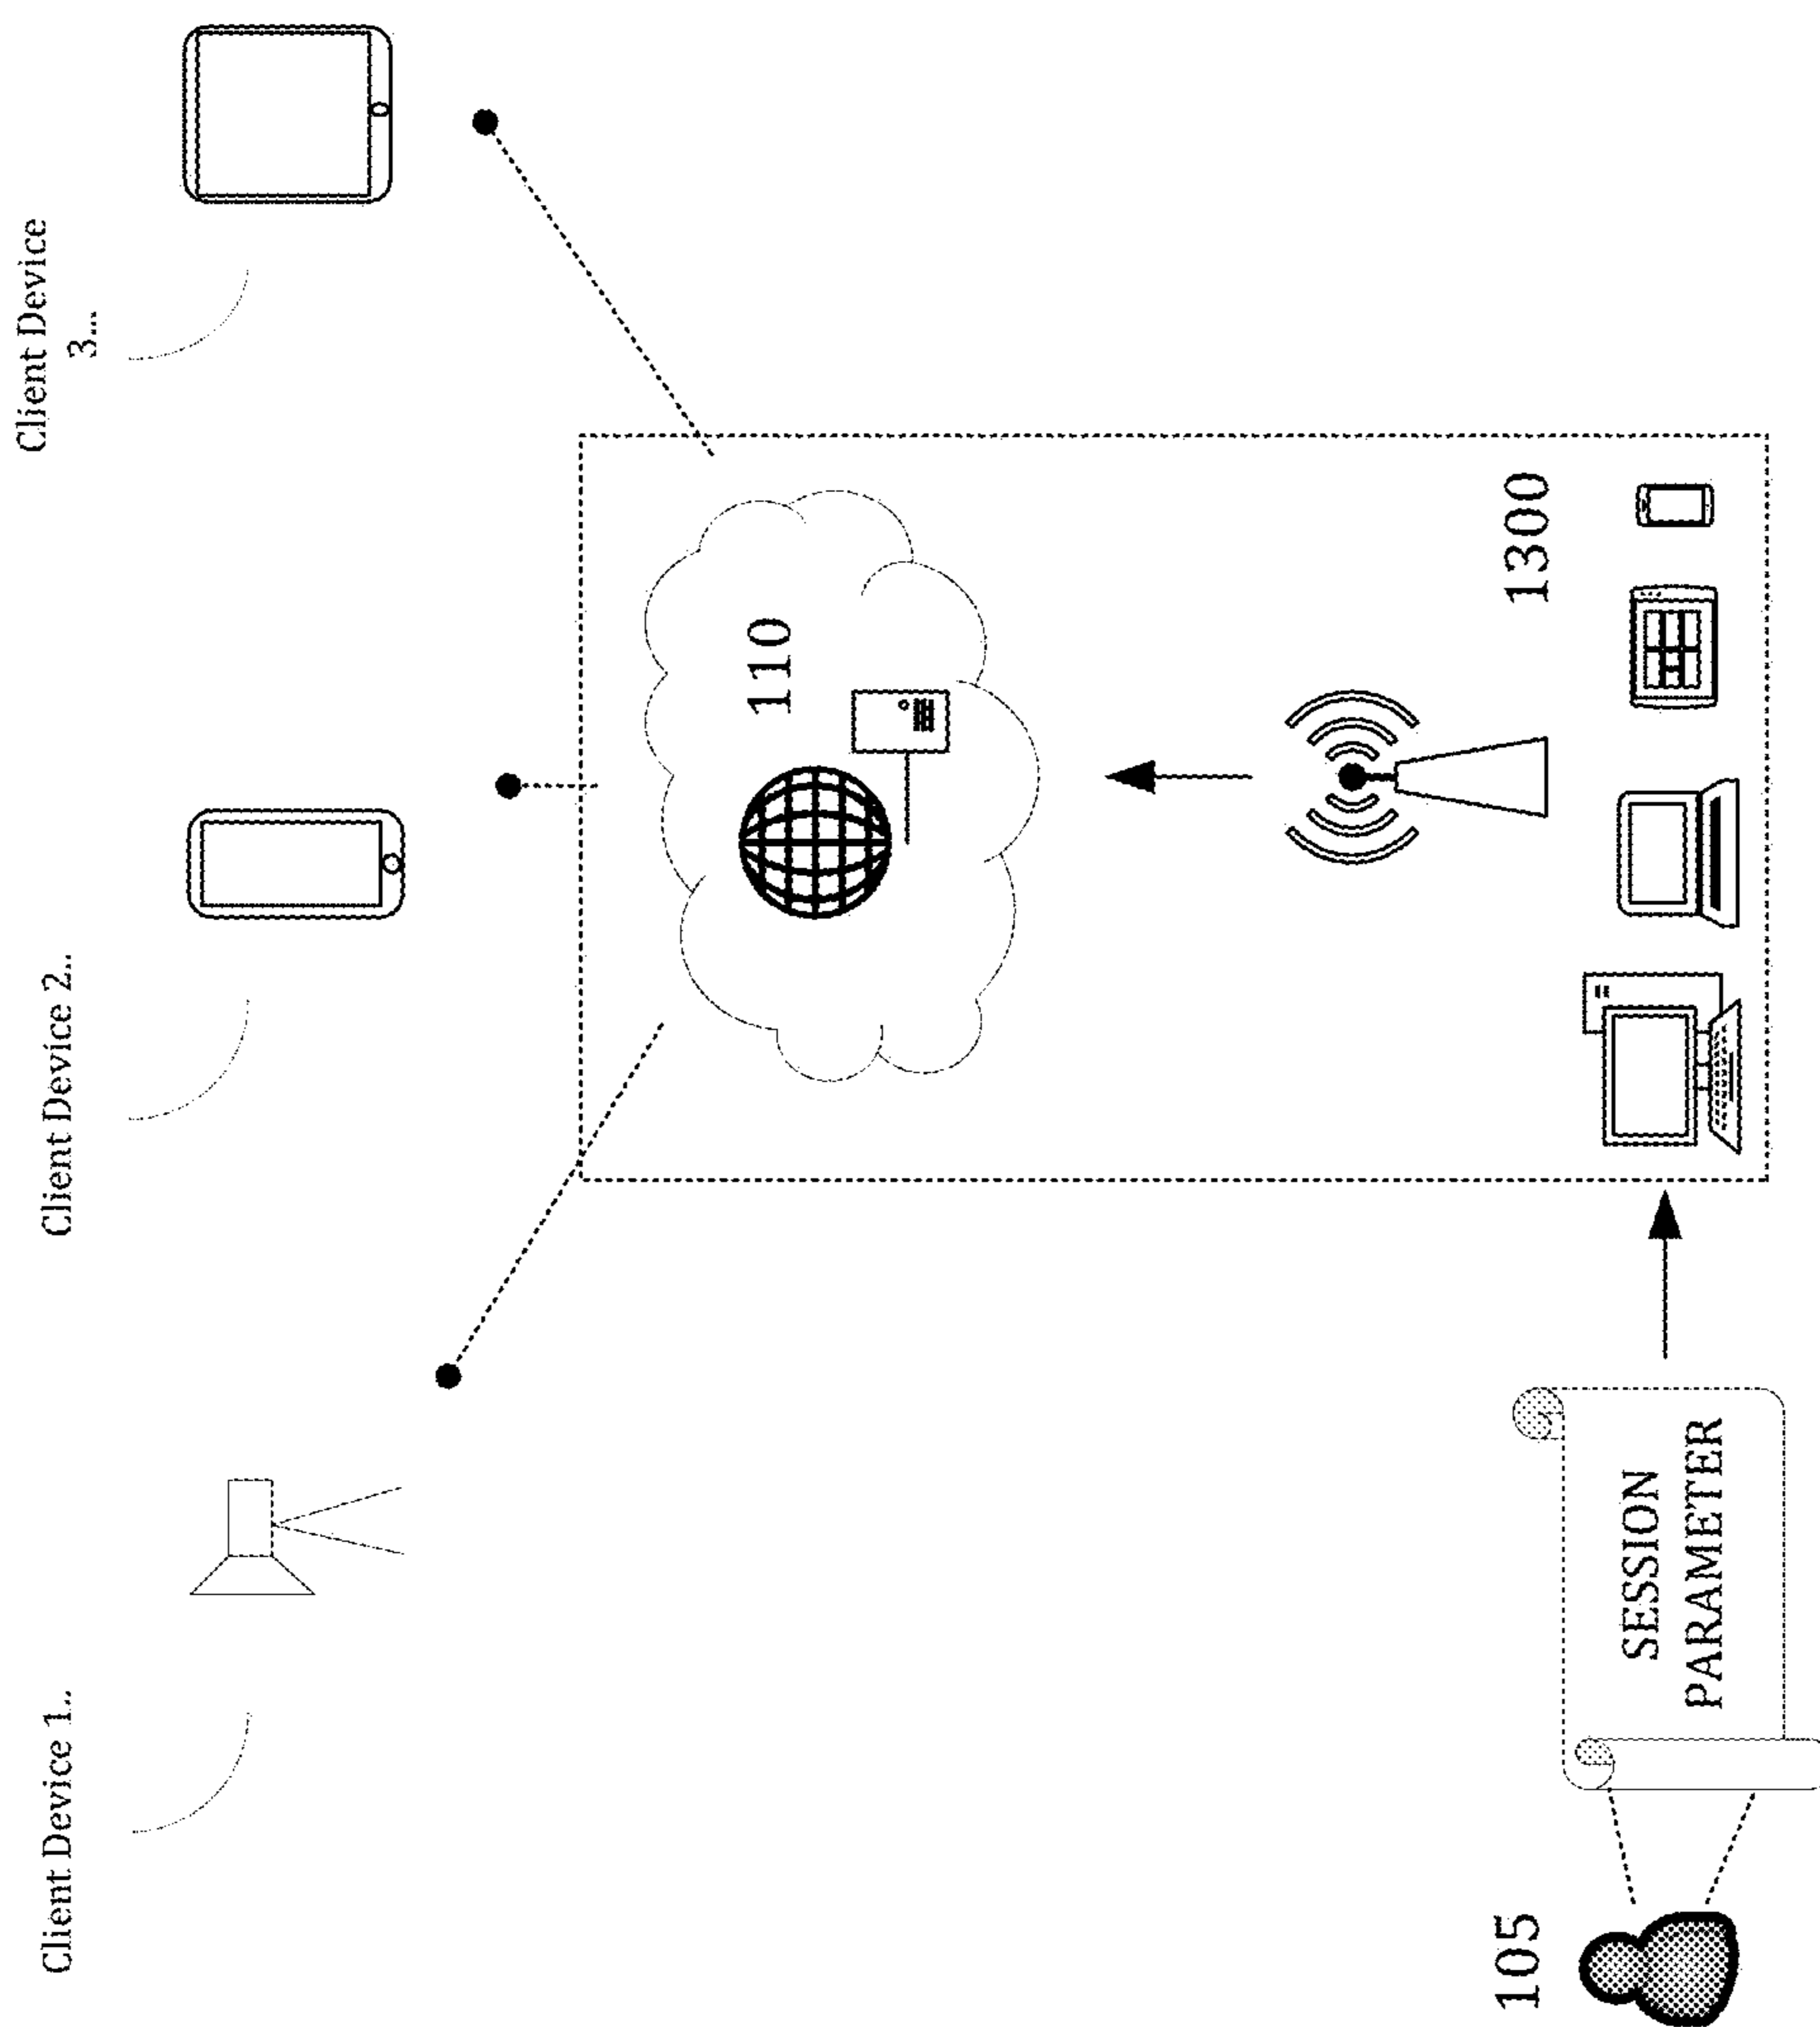 Client Device 1..
Client Device 2..
Client Device
3...
110
1300
105
SESSION
PARAMETER